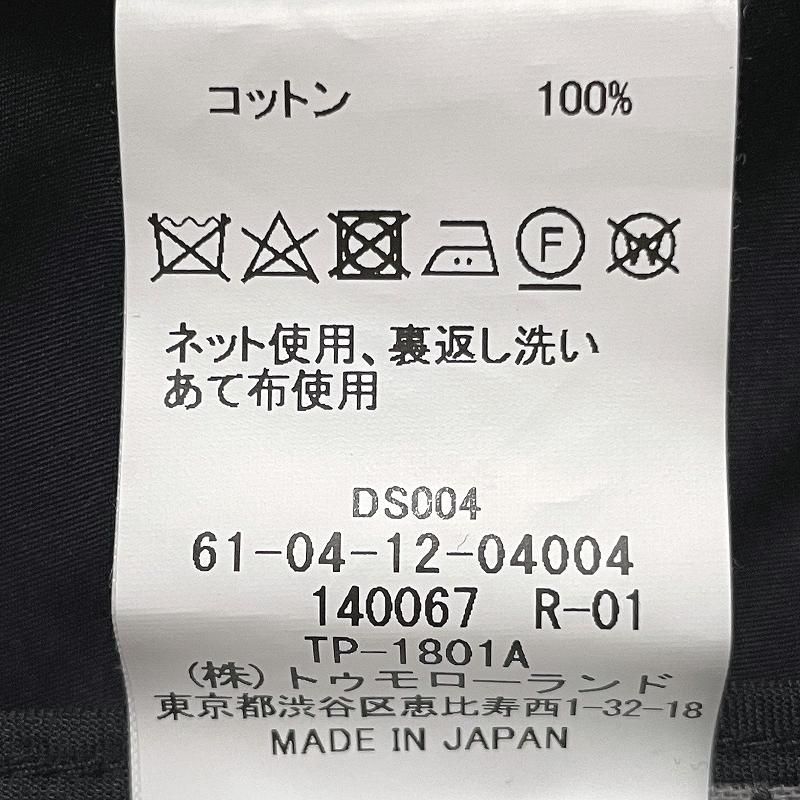 コットン 100%
F W
ネット使用、裏返し洗い
あて布使用
DS004
61-04-12-04004
140067 R-01
TP-1801A
(株)トゥモローランド
東京都渋谷区恵比寿西1-32-18
MADE IN JAPAN